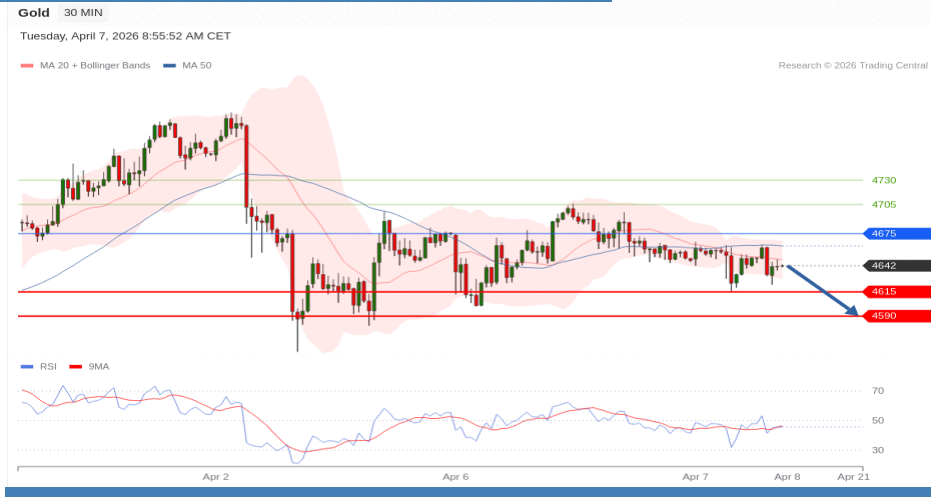 Gold 30 MIN
Tuesday, April 7, 2026 8:55:52 AM CET
MA 20 + Bollinger Bands MA 50 Research © 2026 Trading Central
4730
4705
4675
4642
4615
4590
RSI 9MA
70
50
30
Apr 2 Apr 6 Apr 7 Apr 8 Apr 21